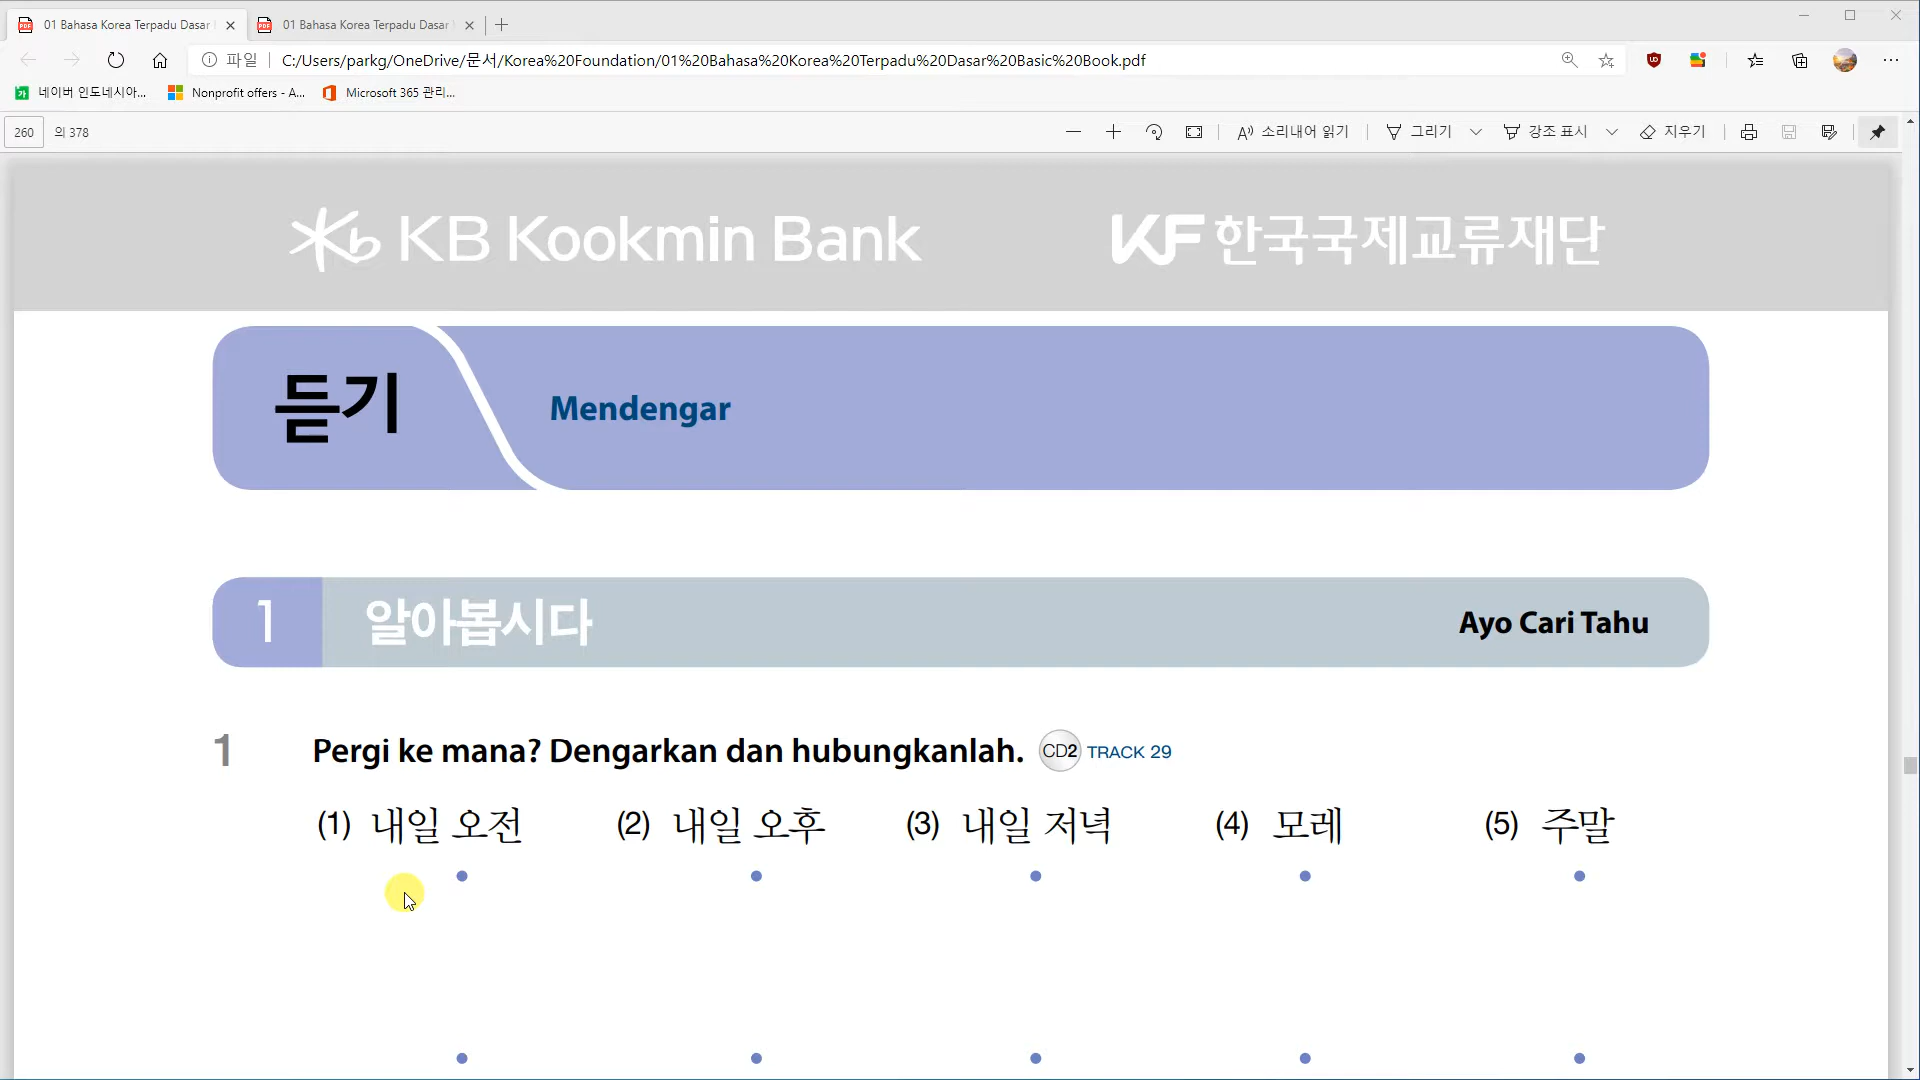 01 Bahasa Korea Terpadu Dasar
01 Bahasa Korea Terpadu Dasar
파일
C:/Users/parkg/OneDrive/문서/Korea%20Foundation/01%20Bahasa%20Korea%20Terpadu%20Dasar%20Basic%20Book.pdf
네이버 인도네시아...
Nonprofit offers - A...
Microsoft 365 관리...
260 의 378
소리내어 읽기
그리기
강조 표시
지우기
KB Kookmin Bank
KF 한국국제교류재단
듣기
Mendengar
1 알아봅시다
Ayo Cari Tahu
1 Pergi ke mana? Dengarkan dan hubungkanlah. CD2 TRACK 29
(1) 내일 오전 (2) 내일 오후 (3) 내일 저녁 (4) 모레 (5) 주말